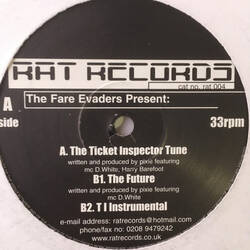 RAT RECORDS
cat no. rat 004
The Fare Evaders Present:
A
side
33rpm
A. The Ticket Inspector Tune
written and produced by pixie featuring
mc D.White, Harry Barefoot
B1. The Future
written and produced by pixie featuring
mc D.White
B2. T I Instrumental
e-mail address : ratrecords@hotmail.com
phone no: 0208 9479242
www.ratrecords.co.uk